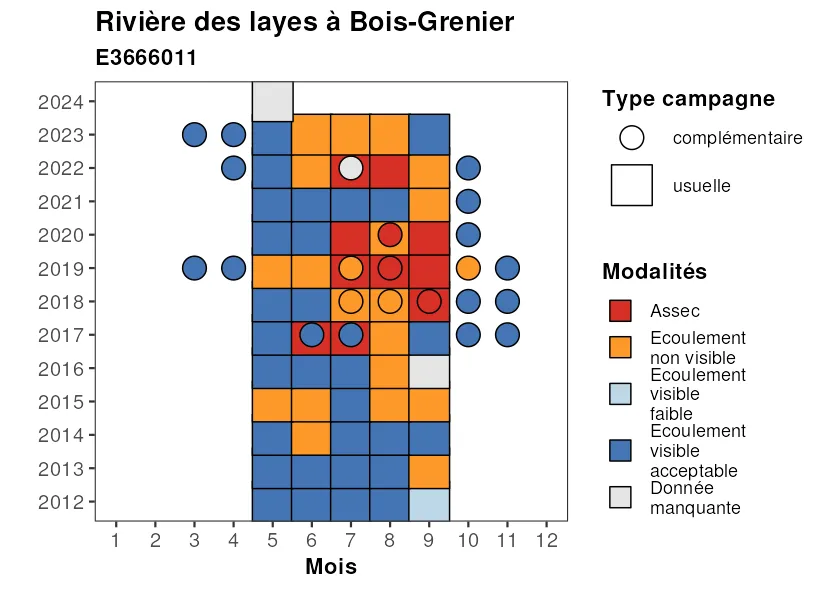 Rivière des layes à Bois-Grenier
E3666011
2024
2023
2022
2021
2020
2019
2018
2017
2016
2015
2014
2013
2012
1 2 3 4 5 6 7 8 9 10 11 12
Mois
Type campagne
complémentaire
usuelle
Modalités
Assec
Ecoulement
non visible
Ecoulement
visible
faible
Ecoulement
visible
acceptable
Donnée
manquante